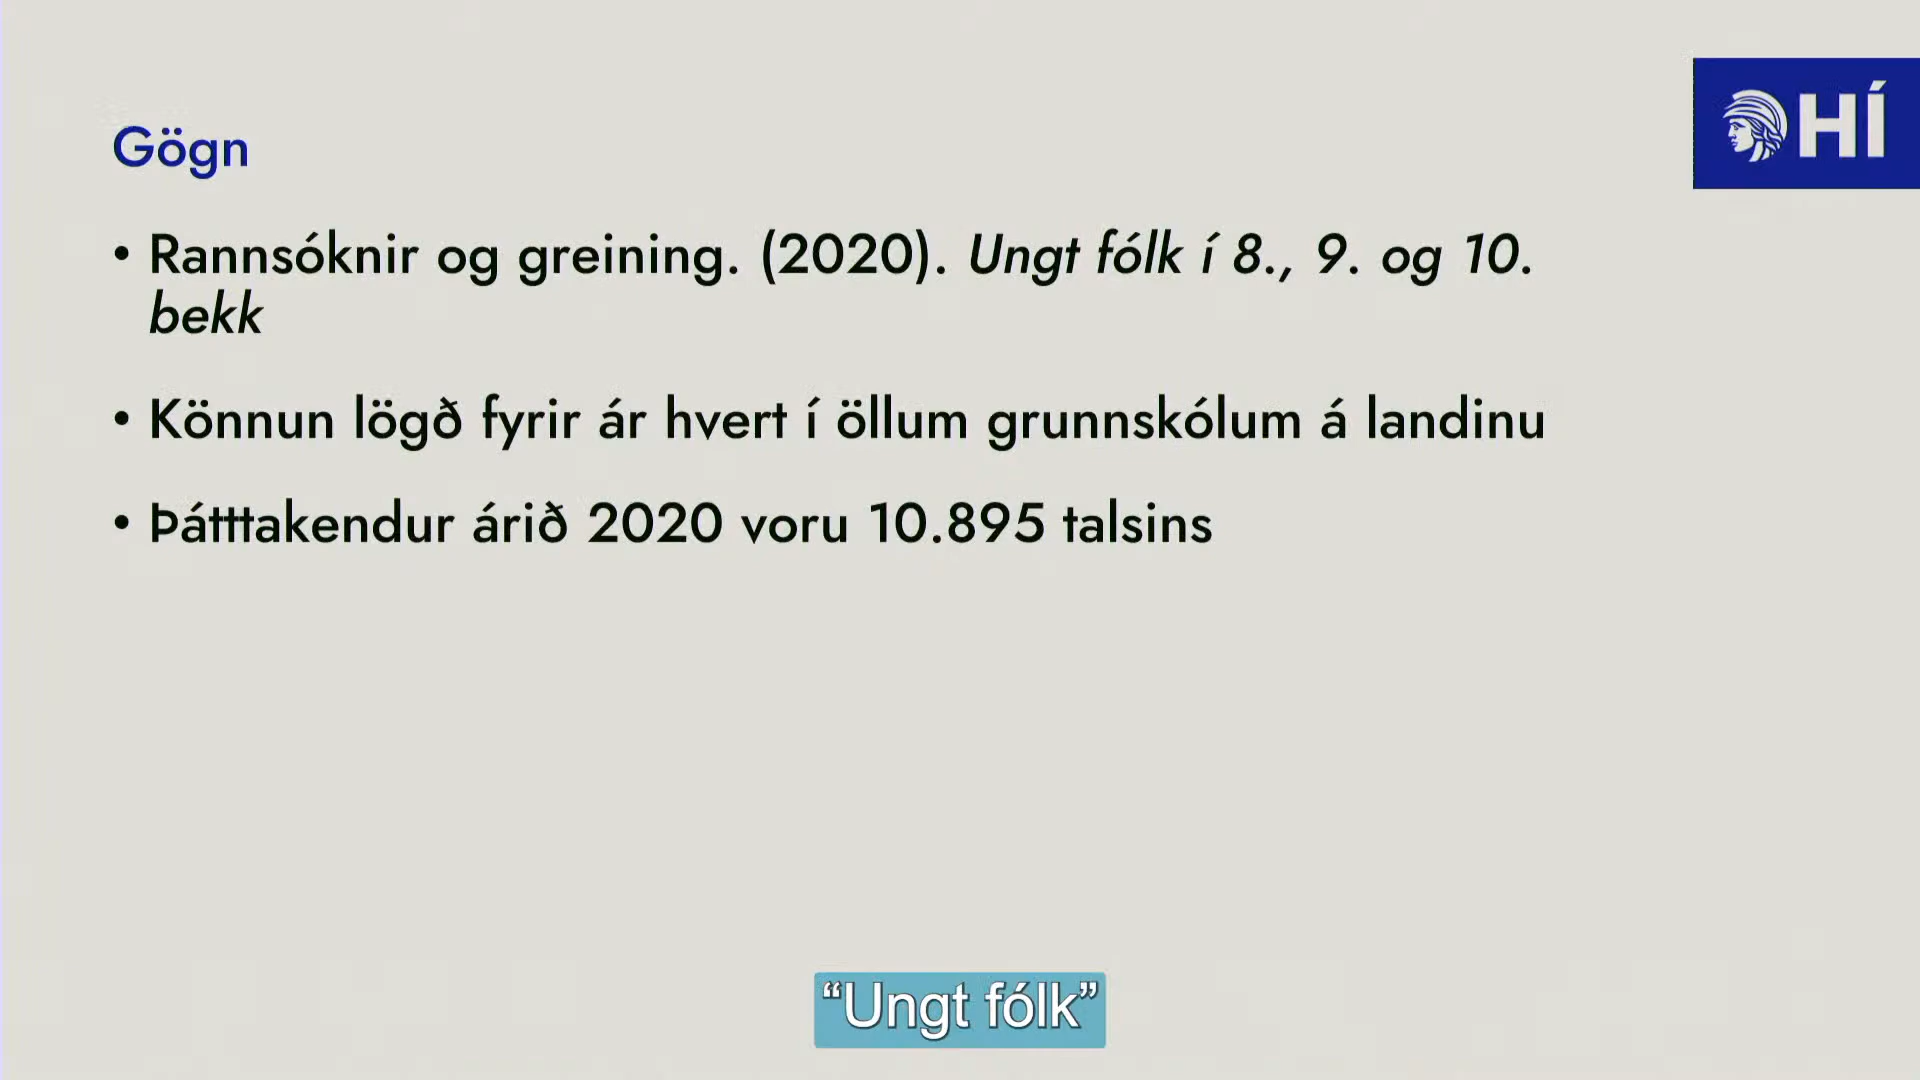 HÍ
Gögn
• Rannsóknir og greining. (2020). Ungt fólk í 8., 9. og 10.
bekk
• Könnun lögð fyrir ár hvert í öllum grunnskólum á landinu
• Þátttakendur árið 2020 voru 10.895 talsins
“Ungt fólk”